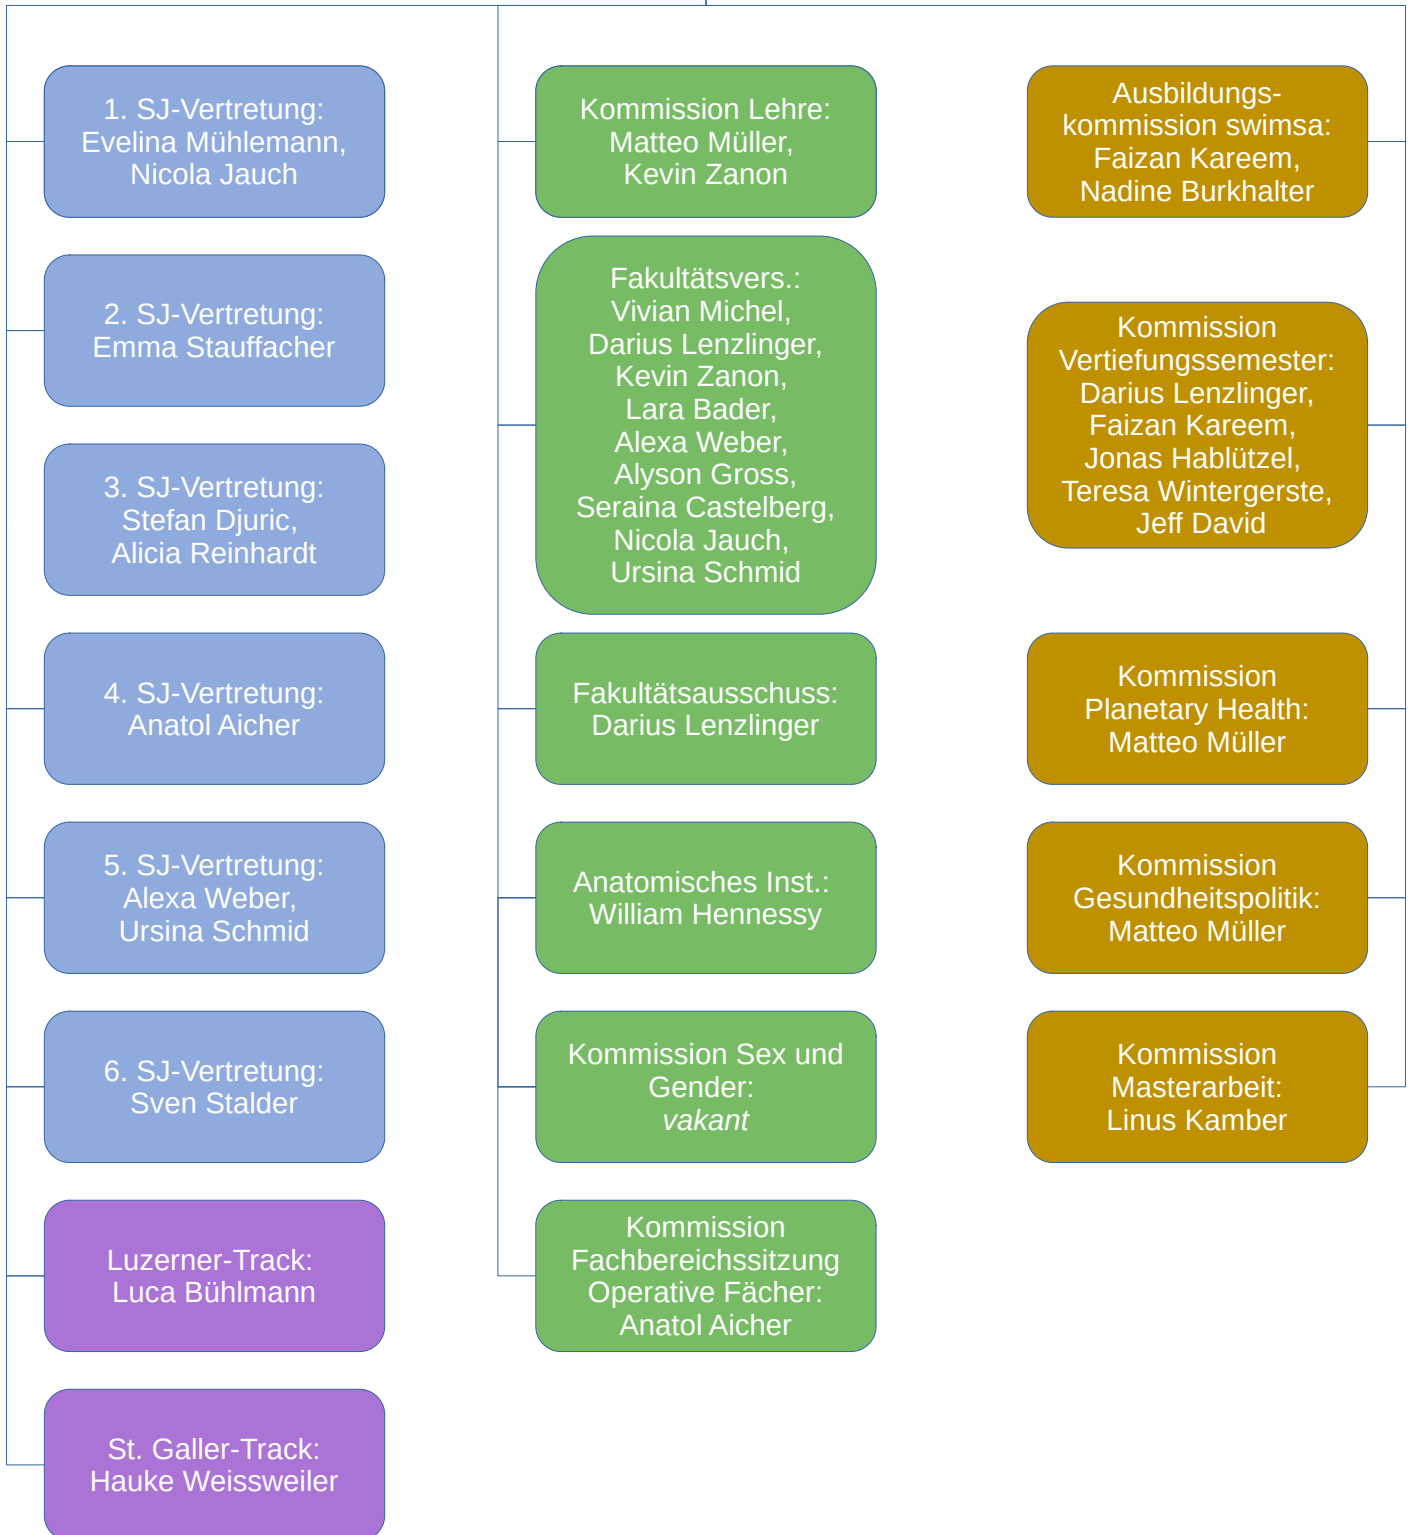 1. SJ-Vertretung:
Evelina Mühlemann,
Nicola Jauch
2. SJ-Vertretung:
Emma Stauffacher
3. SJ-Vertretung:
Stefan Djuric,
Alicia Reinhardt
4. SJ-Vertretung:
Anatol Aicher
5. SJ-Vertretung:
Alexa Weber,
Ursina Schmid
6. SJ-Vertretung:
Sven Stalder
Luzerner-Track:
Luca Bühlmann
St. Galler-Track:
Hauke Weissweiler
Kommission Lehre:
Matteo Müller,
Kevin Zanon
Fakultätsvers.:
Vivian Michel,
Darius Lenzlinger,
Kevin Zanon,
Lara Bader,
Alexa Weber,
Alyson Gross,
Seraina Castelberg,
Nicola Jauch,
Ursina Schmid
Fakultätsausschuss:
Darius Lenzlinger
Anatomisches Inst.:
William Hennessy
Kommission Sex und
Gender:
vakant
Kommission
Fachbereichssitzung
Operative Fächer:
Anatol Aicher
Ausbildungs-
kommission swimsa:
Faizan Kareem,
Nadine Burkhalter
Kommission
Vertiefungssemester:
Darius Lenzlinger,
Faizan Kareem,
Jonas Hablützel,
Teresa Wintergerste,
Jeff David
Kommission
Planetary Health:
Matteo Müller
Kommission
Gesundheitspolitik:
Matteo Müller
Kommission
Masterarbeit:
Linus Kamber